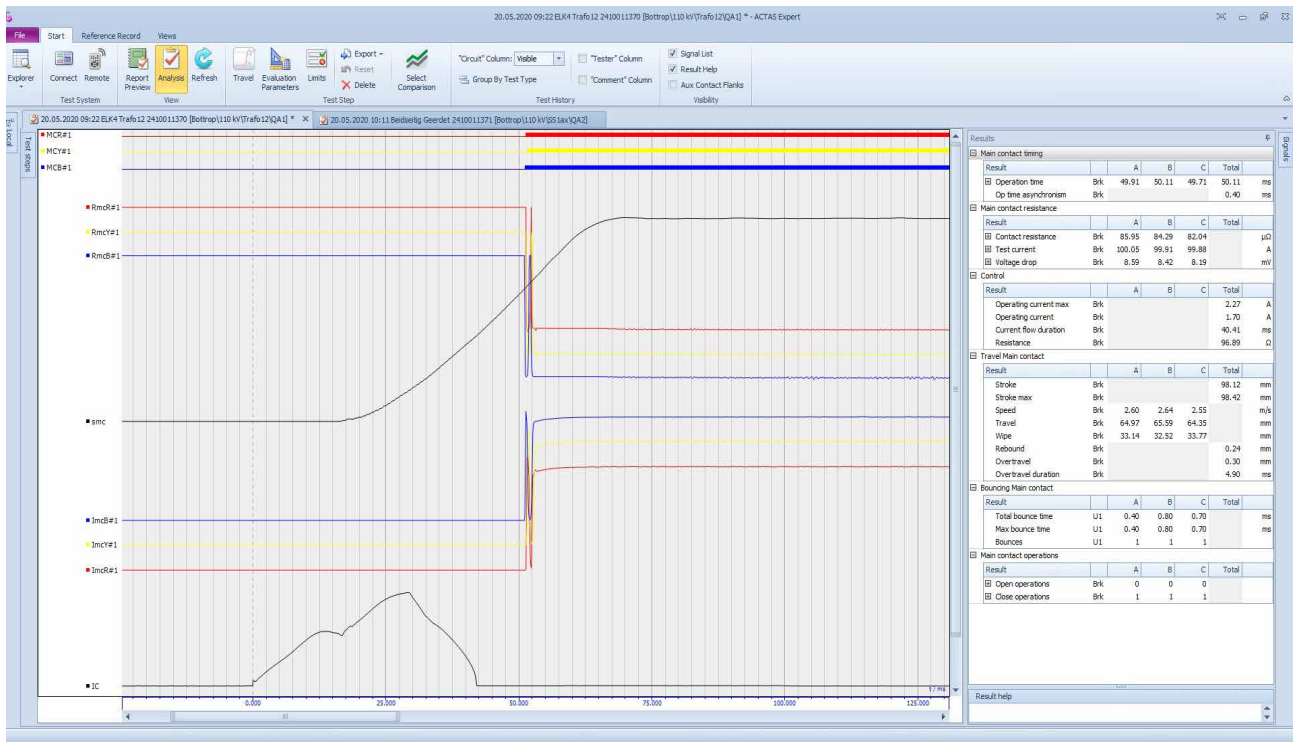 20.05.2020 09:22 ELK4 Trafo12 2410011370 [Bottrop\110 kV\Trafo12\QA1] * - ACTAS Expert
File Start Reference Record Views
Explorer Connect Remote Report Preview Analysis Refresh Travel Evaluation Parameters Limits Export Reset Delete Select Comparison "Circuit" Column: Visible "Tester" Column Signal List
Group By Test Type "Comment" Column Result Help
Aux Contact Flanks
Test System View Test Step Test History Visibility
Local 20.05.2020 09:22 ELK4 Trafo12 2410011370 [Bottrop\110 kV\Trafo12\QA1] * 20.05.2020 10:11 Beidseitig Geerdet 2410011371 [Bottrop\110 kV\SS1ax\QA2]
Test steps
MCR#1
MCY#1
MCB#1
RmcR#1
RmcY#1
RmcB#1
smc
ImcB#1
ImcY#1
ImcR#1
IC
t / ms
0.000 25.000 50.000 75.000 100.000 125.000
Results
Signals
Main contact timing
Result A B C Total
Operation time Brk 49.91 50.11 49.71 50.11 ms
Op time asynchronism Brk 0.40 ms
Main contact resistance
Result A B C Total
Contact resistance Brk 85.95 84.29 82.04 μΩ
Test current Brk 100.05 99.91 99.88 A
Voltage drop Brk 8.59 8.42 8.19 mV
Control
Result A B C Total
Operating current max Brk 2.27 A
Operating current Brk 1.70 A
Current flow duration Brk 40.41 ms
Resistance Brk 96.89 Ω
Travel Main contact
Result A B C Total
Stroke Brk 98.12 mm
Stroke max Brk 98.42 mm
Speed Brk 2.60 2.64 2.55 m/s
Travel Brk 64.97 65.59 64.35 mm
Wipe Brk 33.14 32.52 33.77 mm
Rebound Brk 0.24 mm
Overtravel Brk 0.30 mm
Overtravel duration Brk 4.90 ms
Bouncing Main contact
Result A B C Total
Total bounce time U1 0.40 0.80 0.70 ms
Max bounce time U1 0.40 0.80 0.70 ms
Bounces U1 1 1 1
Main contact operations
Result A B C Total
Open operations Brk 0 0 0
Close operations Brk 1 1 1
Result help